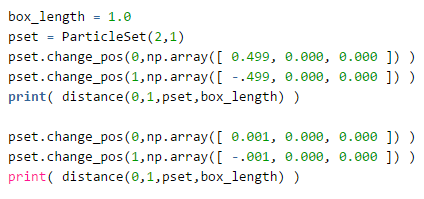 box_length = 1.0
pset = ParticleSet(2,1)
pset.change_pos(0,np.array([ 0.499, 0.000, 0.000 ]) )
pset.change_pos(1,np.array([ -.499, 0.000, 0.000 ]) )
print( distance(0,1,pset,box_length) )

pset.change_pos(0,np.array([ 0.001, 0.000, 0.000 ]) )
pset.change_pos(1,np.array([ -.001, 0.000, 0.000 ]) )
print( distance(0,1,pset,box_length) )